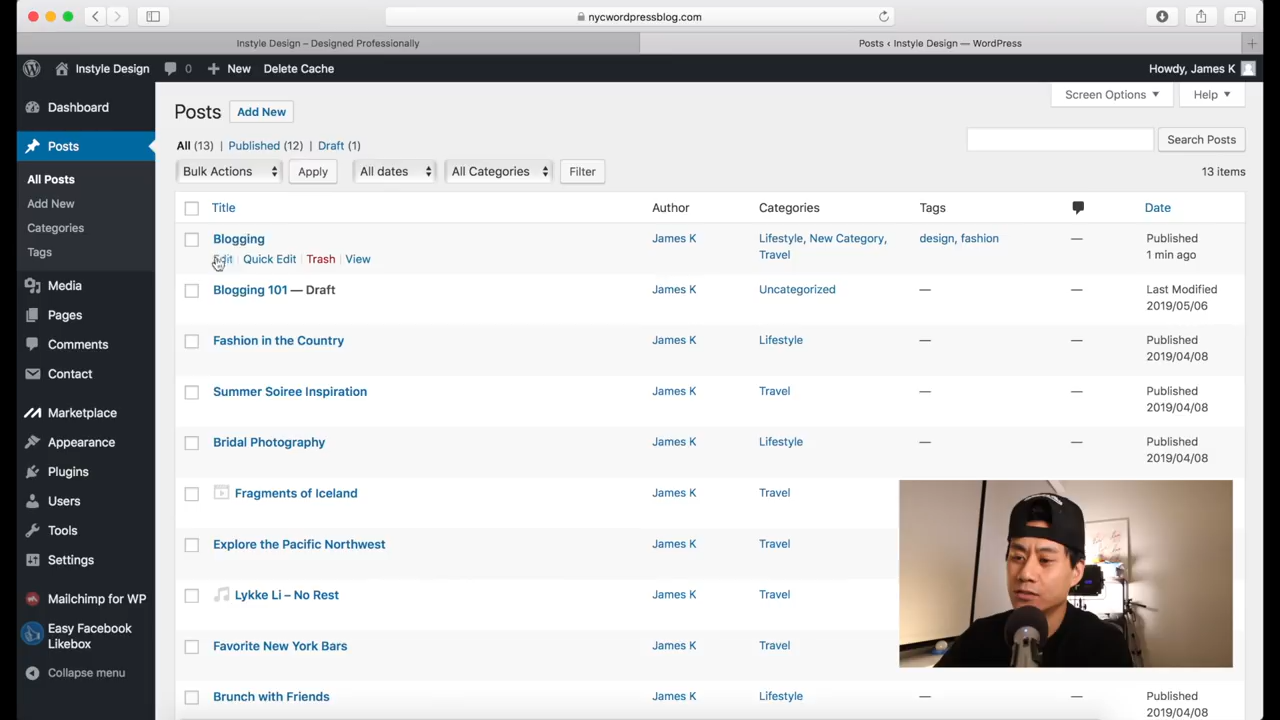 nycwordpressblog.com
Instyle Design – Designed Professionally
Posts ‹ Instyle Design — WordPress
Instyle Design 0 New Delete Cache Howdy, James K
Screen Options Help
Dashboard
Posts
All Posts
Add New
Categories
Tags
Media
Pages
Comments
Contact
Marketplace
Appearance
Plugins
Users
Tools
Settings
Mailchimp for WP
Easy Facebook
Likebox
Collapse menu
Posts Add New
All (13) | Published (12) | Draft (1)
Search Posts
Bulk Actions Apply All dates All Categories Filter 13 items
Title Author Categories Tags Date
Blogging James K Lifestyle, New Category, design, fashion — Published
Travel 1 min ago
Edit | Quick Edit | Trash | View
Blogging 101 — Draft James K Uncategorized — — Last Modified
2019/05/06
Fashion in the Country James K Lifestyle — — Published
2019/04/08
Summer Soiree Inspiration James K Travel — — Published
2019/04/08
Bridal Photography James K Lifestyle — — Published
2019/04/08
Fragments of Iceland James K Travel
Explore the Pacific Northwest James K Travel
Lykke Li – No Rest James K Travel
Favorite New York Bars James K Travel
Brunch with Friends James K Lifestyle — — Published
2019/04/08